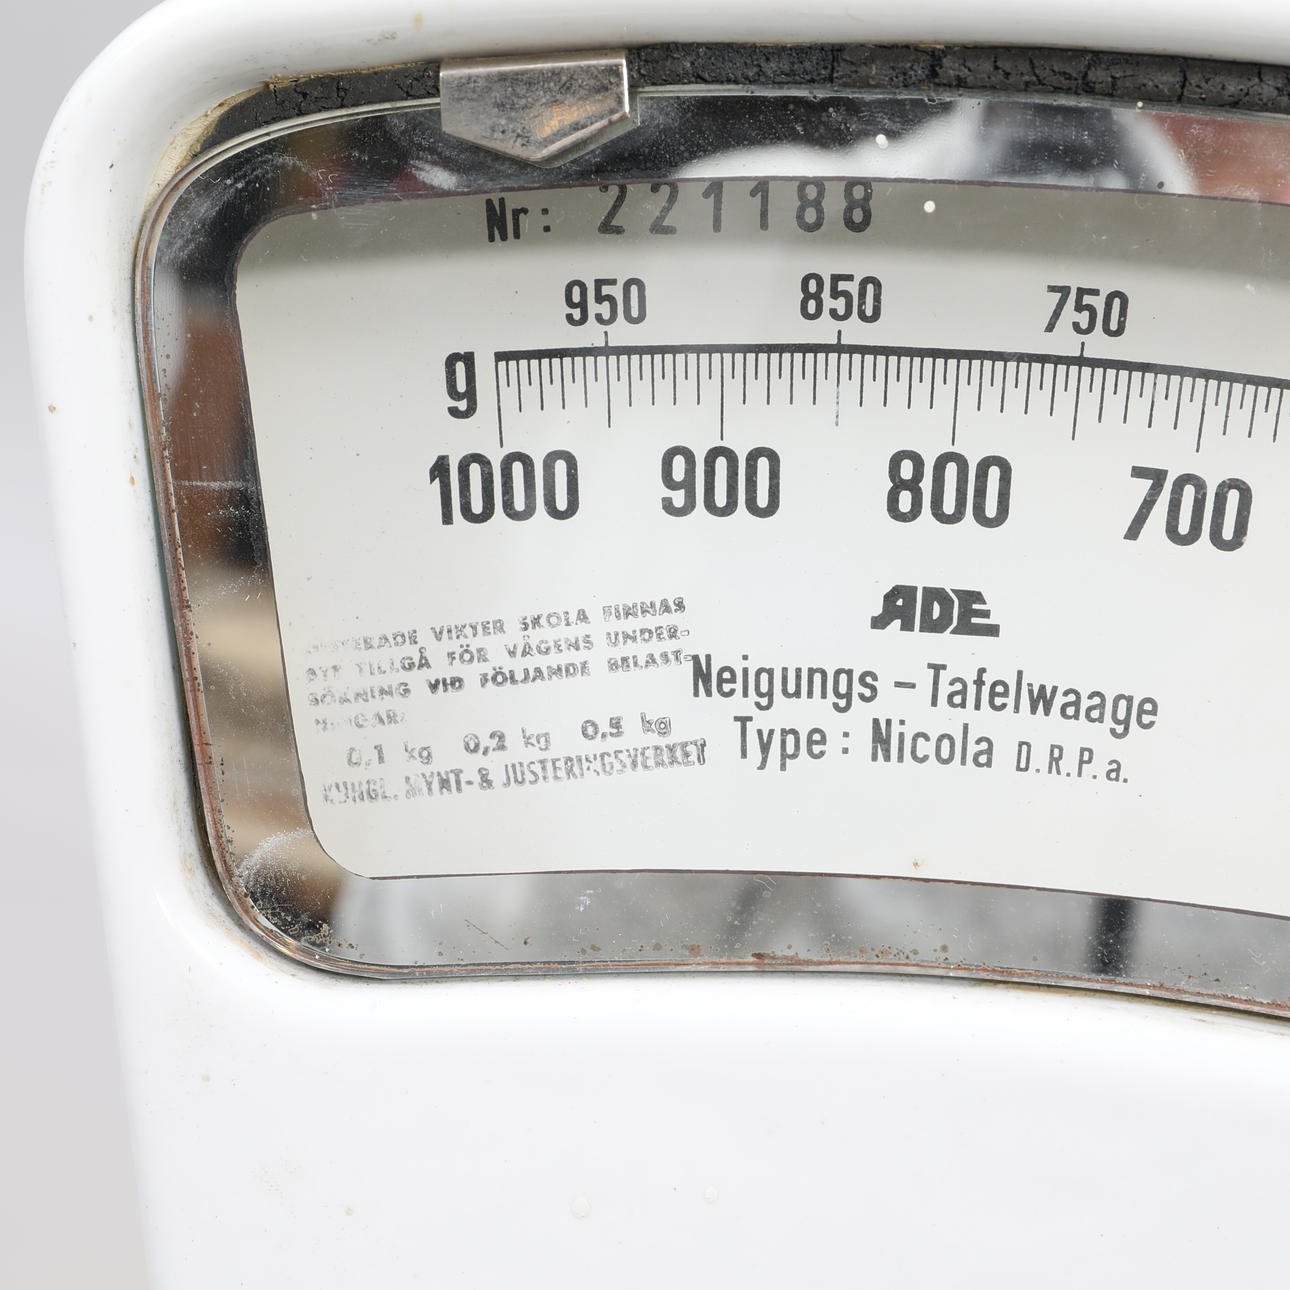 Nr: 221188
950 850 750
g
1000 900 800 700
ADE
Neigungs - Tafelwaage
Type: Nicola D.R.P.a.
VIKTER SKOLA FINNAS
ATT TILLGÅ FÖR VÅGENS UNDER-
SÖKNING VID FÖLJANDE BELAST-
0,1 kg 0,2 kg 0,5 kg
KUNGL. MYNT- & JUSTERINGSVERKET